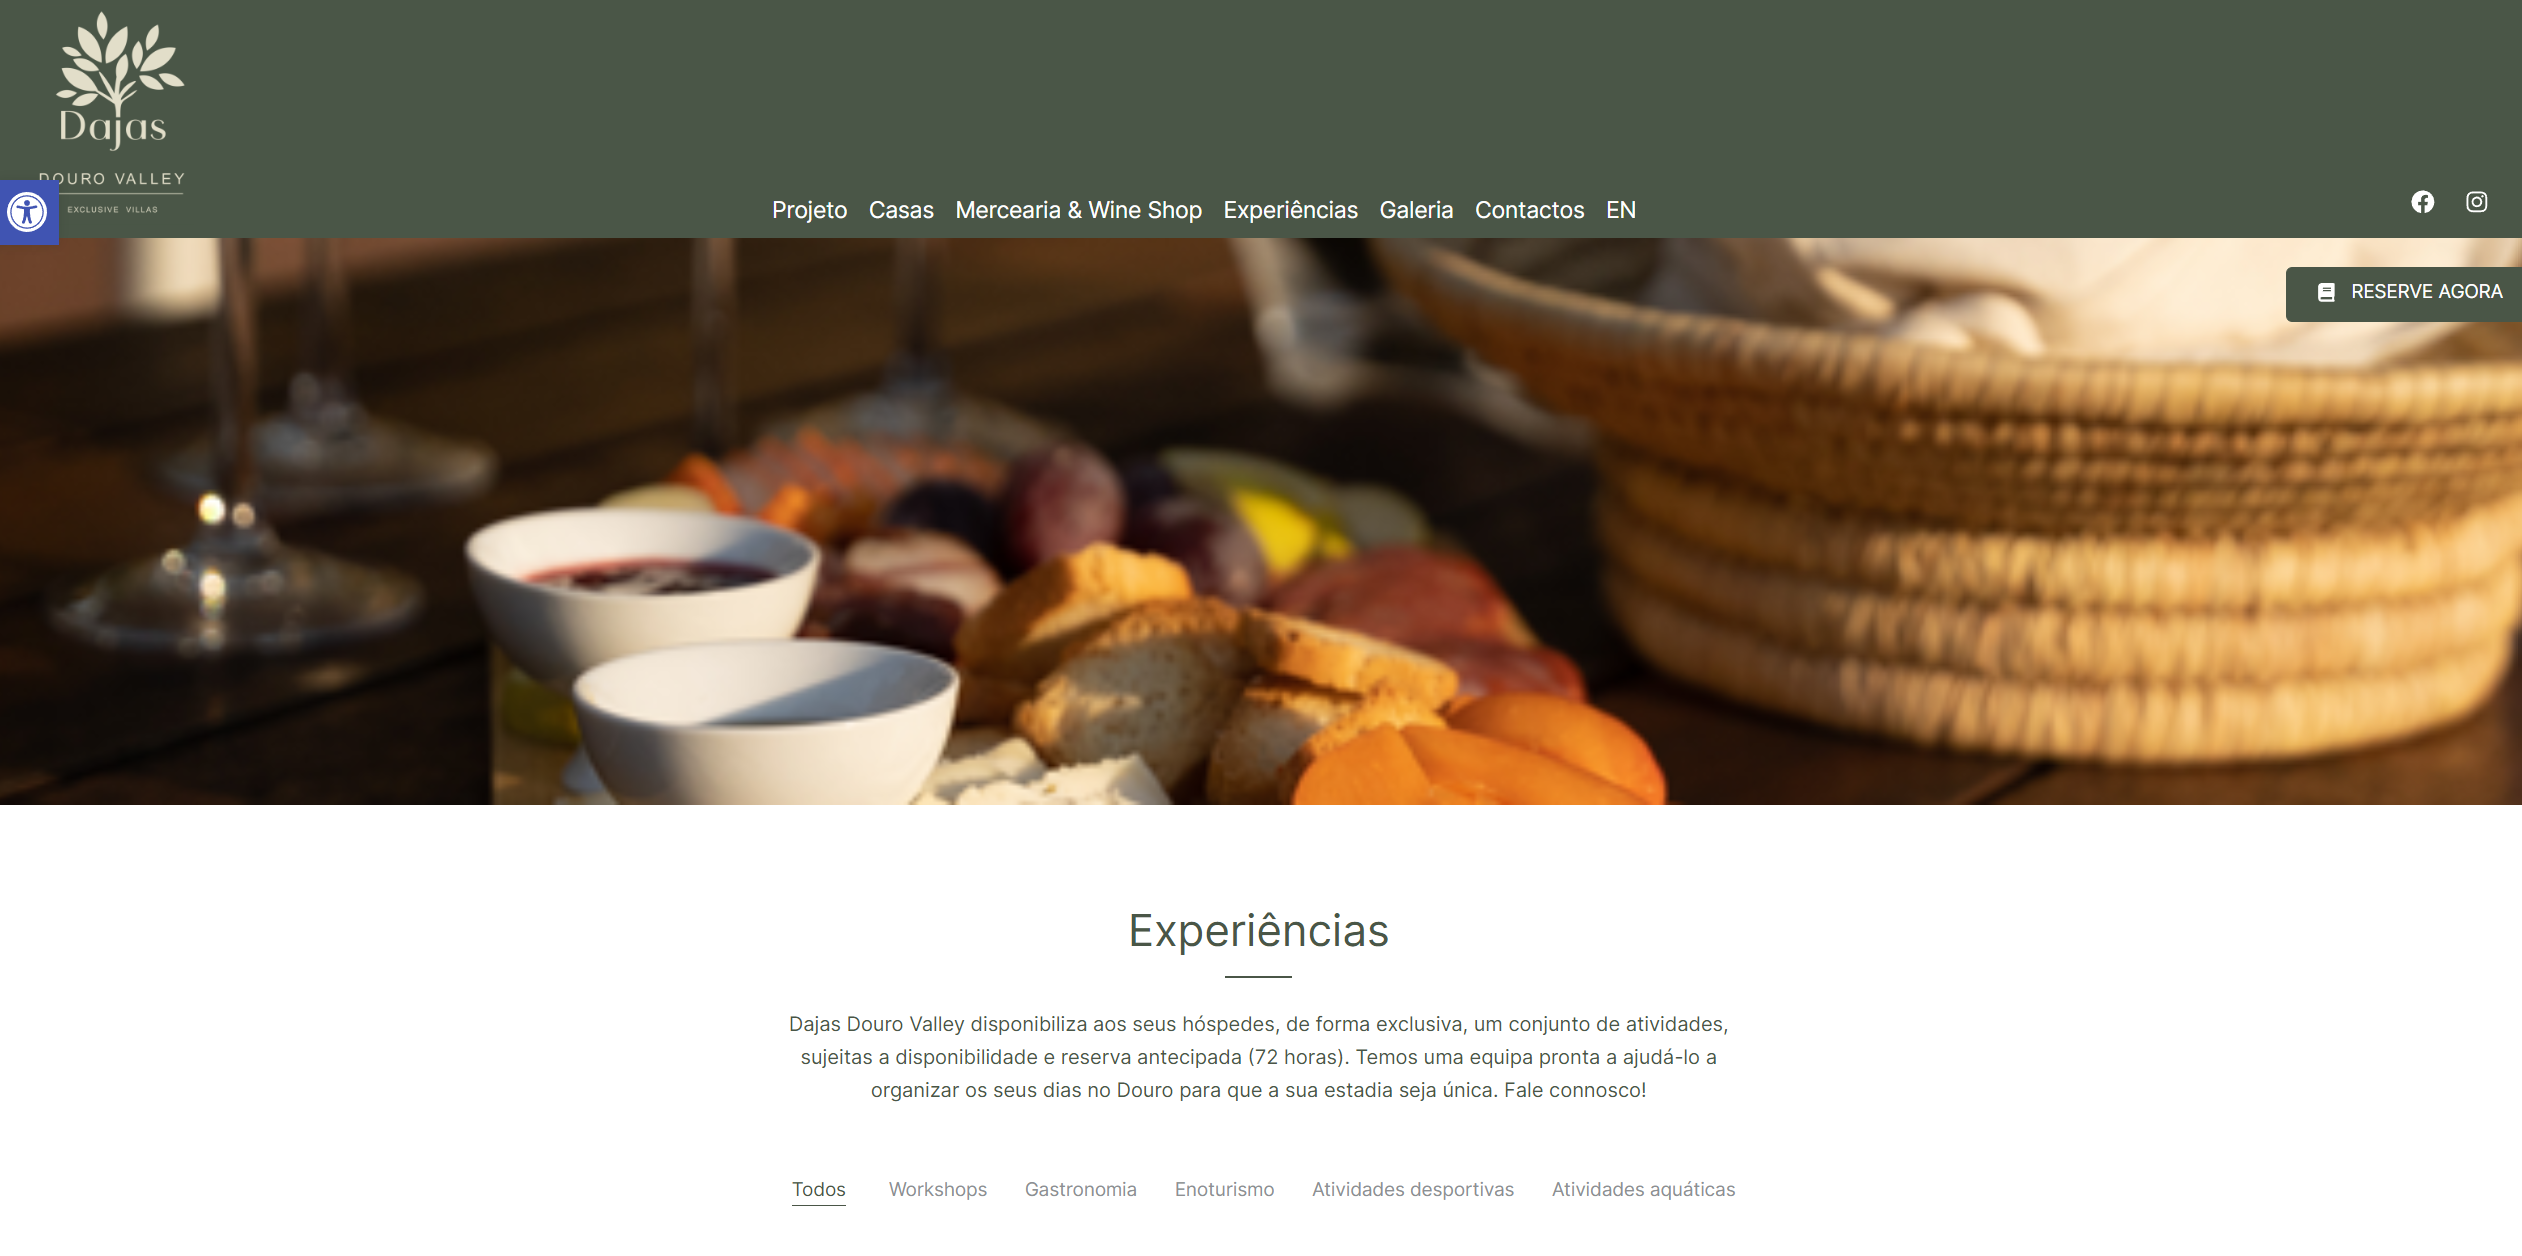 Dajas
DOURO VALLEY
EXCLUSIVE VILLAS
Projeto Casas Mercearia & Wine Shop Experiências Galeria Contactos EN
RESERVE AGORA
Experiências
Dajas Douro Valley disponibiliza aos seus hóspedes, de forma exclusiva, um conjunto de atividades,
sujeitas a disponibilidade e reserva antecipada (72 horas). Temos uma equipa pronta a ajudá-lo a
organizar os seus dias no Douro para que a sua estadia seja única. Fale connosco!
Todos Workshops Gastronomia Enoturismo Atividades desportivas Atividades aquáticas